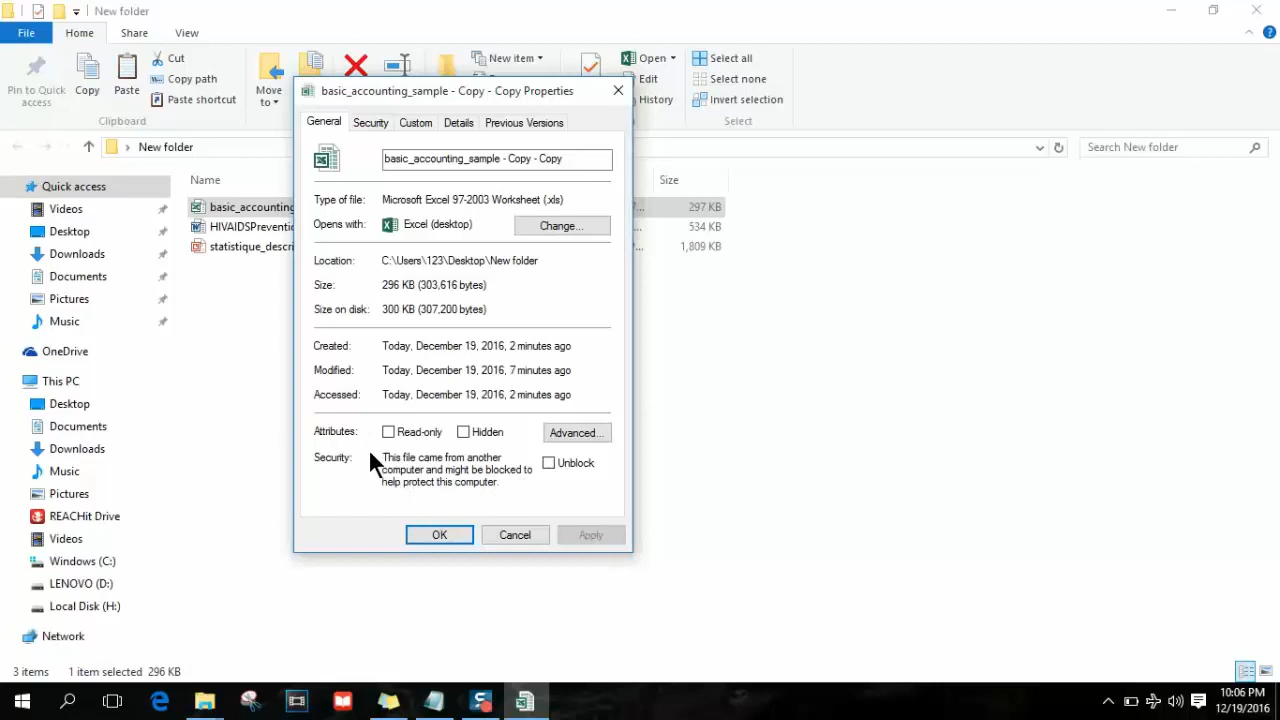 New folder
File
Home
Share
View
Pin to Quick
access
Copy
Paste
Cut
Copy path
Paste shortcut
Clipboard
Move
to
New item
Open
Edit
History
Select all
Select none
Invert selection
Select
New folder
Search New folder
Quick access
Videos
Desktop
Downloads
Documents
Pictures
Music
OneDrive
This PC
Desktop
Documents
Downloads
Music
Pictures
REACHit Drive
Videos
Windows (C:)
LENOVO (D:)
Local Disk (H:)
Network
Name
Size
basic_accounting
297 KB
HIVAIDSPreventic
534 KB
statistique_descri
1,809 KB
basic_accounting_sample - Copy - Copy Properties
General
Security
Custom
Details
Previous Versions
basic_accounting_sample - Copy - Copy
Type of file: Microsoft Excel 97-2003 Worksheet (.xls)
Opens with: Excel (desktop)
Change...
Location: C:\Users\123\Desktop\New folder
Size: 296 KB (303,616 bytes)
Size on disk: 300 KB (307,200 bytes)
Created: Today, December 19, 2016, 2 minutes ago
Modified: Today, December 19, 2016, 7 minutes ago
Accessed: Today, December 19, 2016, 2 minutes ago
Attributes: Read-only Hidden Advanced...
Security: This file came from another
computer and might be blocked to
help protect this computer.
Unblock
OK
Cancel
Apply
3 items 1 item selected 296 KB
10:06 PM
12/19/2016